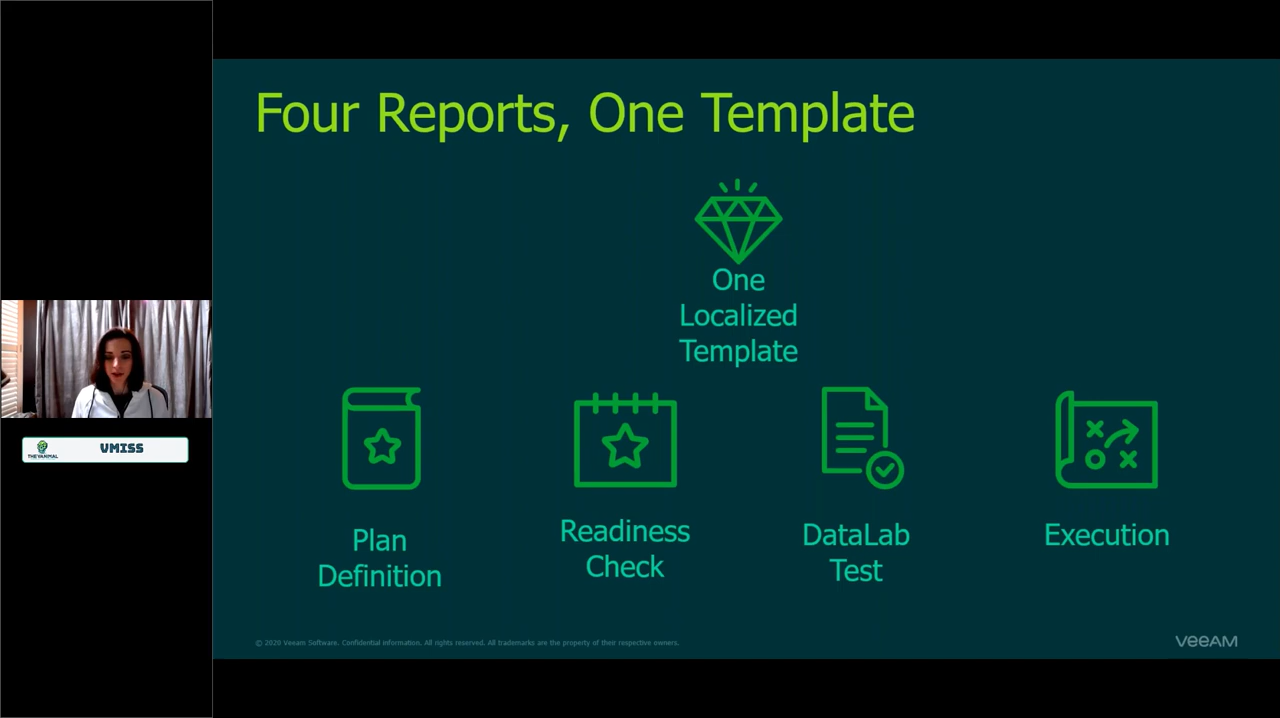 Four Reports, One Template
One
Localized
Template
Plan
Definition
Readiness
Check
DataLab
Test
Execution
THEVANIMAL
VMISS
© 2020 Veeam Software. Confidential information. All rights reserved. All trademarks are the property of their respective owners.
VEEAM